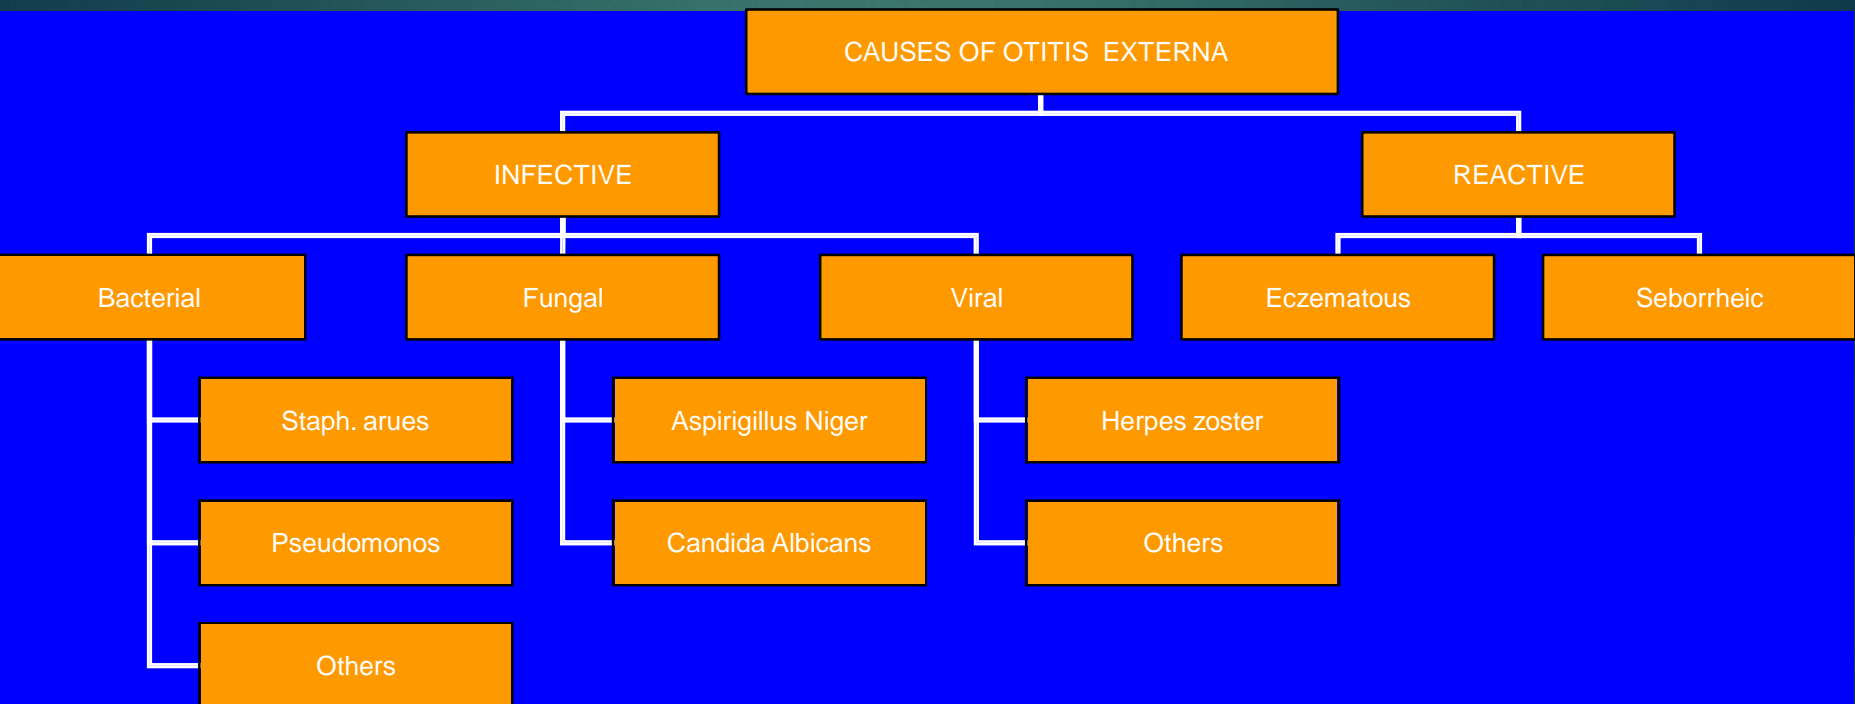 CAUSES OF OTITIS EXTERNA
INFECTIVE
REACTIVE
Bacterial
Fungal
Viral
Eczematous
Seborrheic
Staph. arues
Aspirigillus Niger
Herpes zoster
Pseudomonos
Candida Albicans
Others
Others